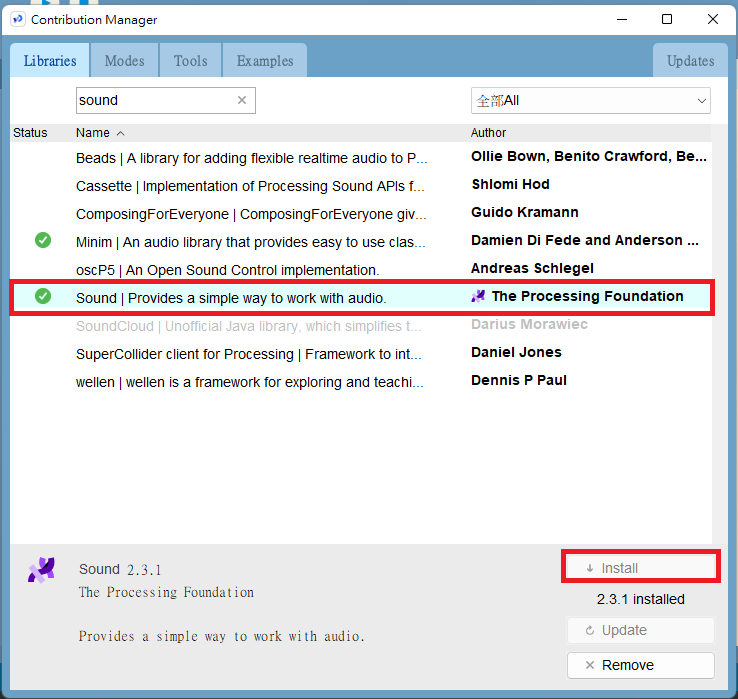 Contribution Manager
Libraries Modes Tools Examples Updates
sound 全部All
Status Name Author
Beads | A library for adding flexible realtime audio to P... Ollie Bown, Benito Crawford, Be...
Cassette | Implementation of Processing Sound APIs f... Shlomi Hod
ComposingForEveryone | ComposingForEveryone giv... Guido Kramann
Minim | An audio library that provides easy to use clas... Damien Di Fede and Anderson ...
oscP5 | An Open Sound Control implementation. Andreas Schlegel
Sound | Provides a simple way to work with audio. The Processing Foundation
SoundCloud | Unofficial Java library, which simplifies t... Darius Morawiec
SuperCollider client for Processing | Framework to int... Daniel Jones
wellen | wellen is a framework for exploring and teachi... Dennis P Paul
Sound 2.3.1 Install
The Processing Foundation 2.3.1 installed
Update
Provides a simple way to work with audio.
Remove